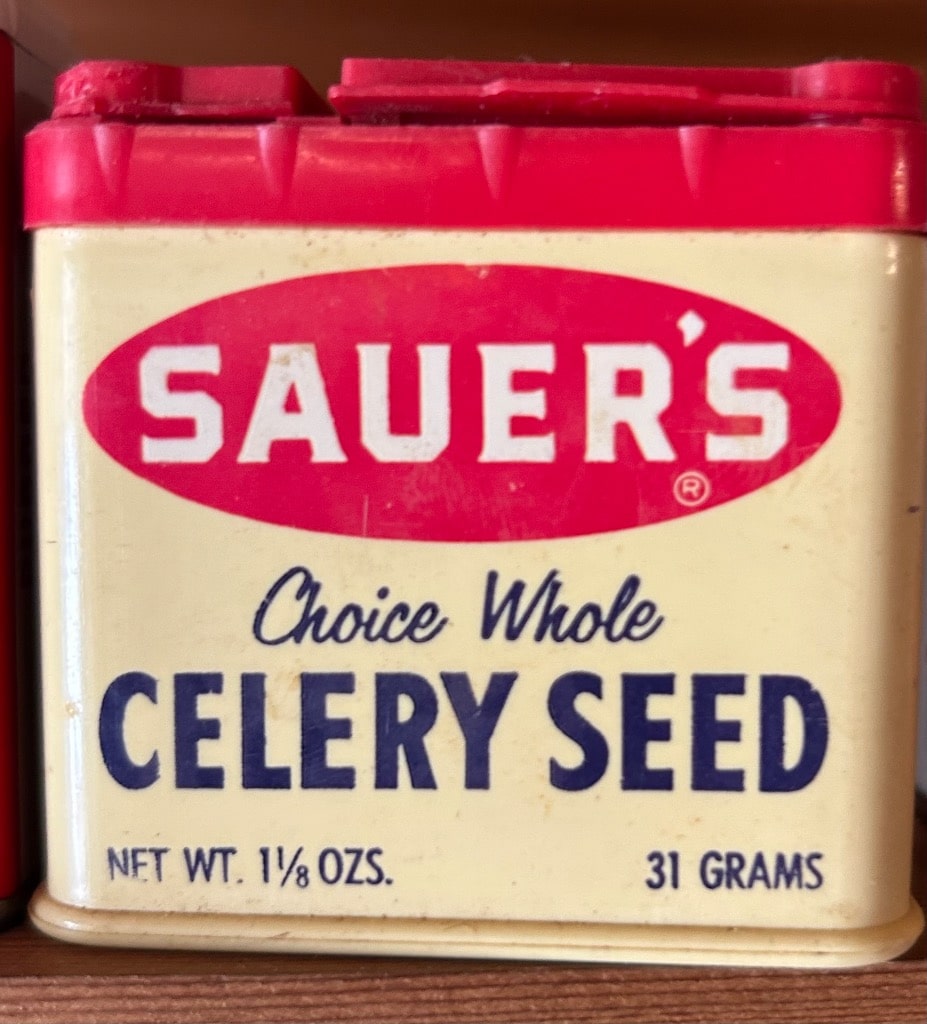 SAUER'S
®
Choice Whole
CELERY SEED
NET WT. 1⅛ OZS. 31 GRAMS